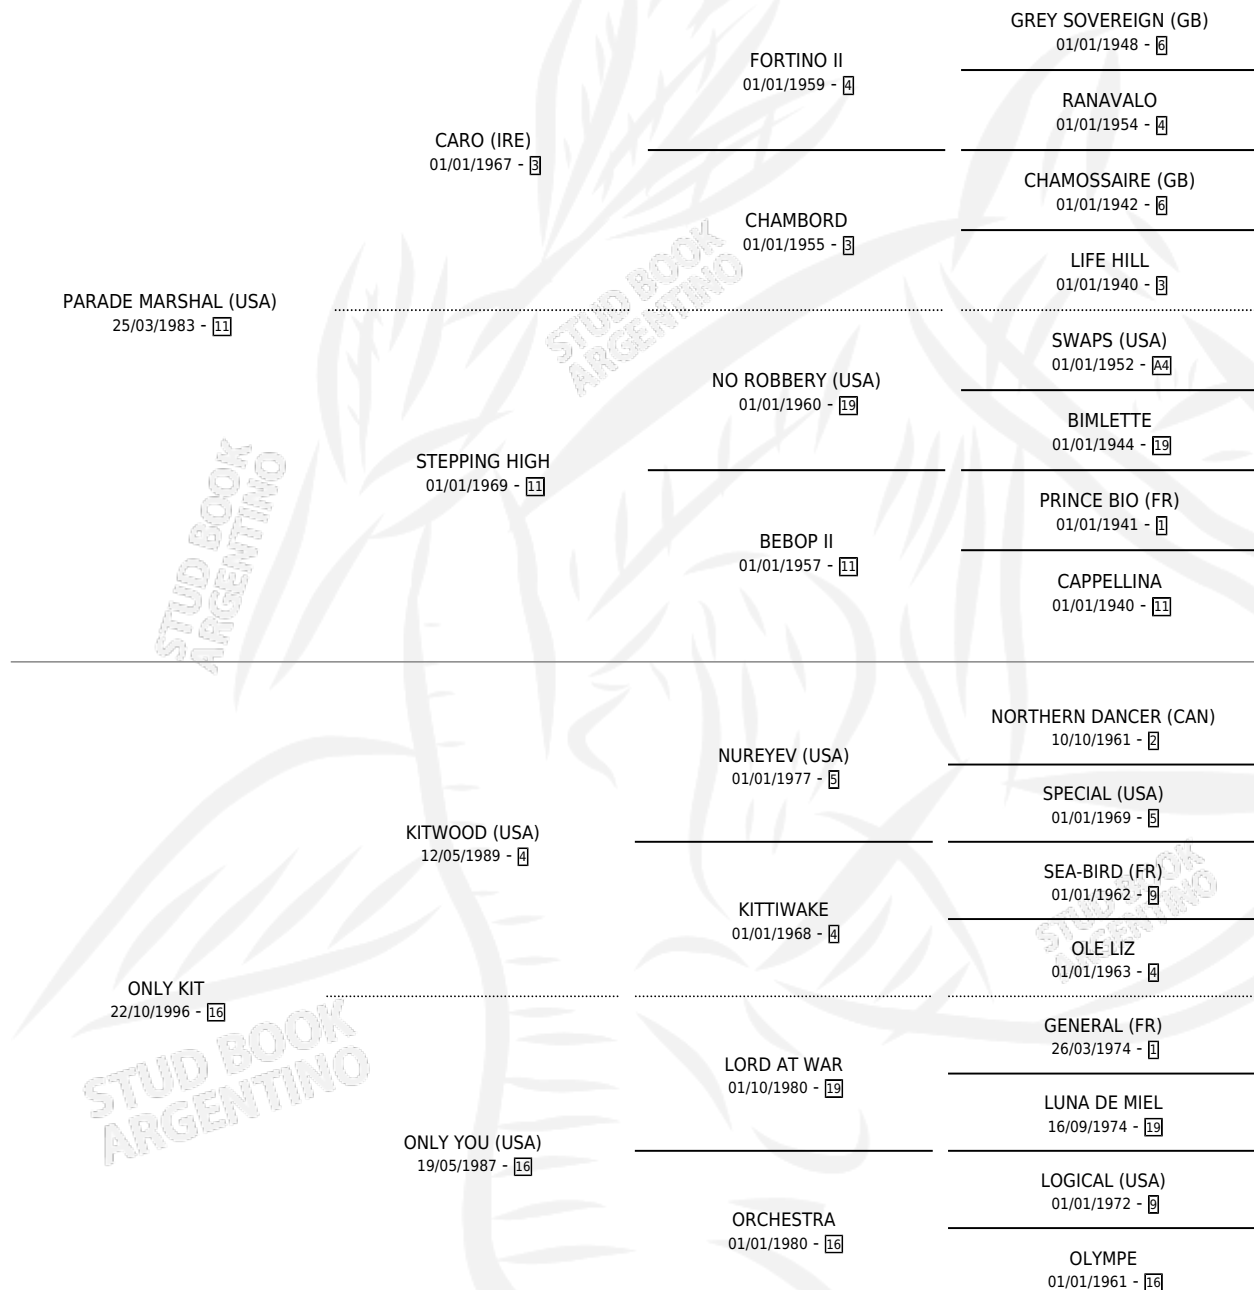 GREY SOVEREIGN (GB)
01/01/1948 - 6
FORTINO II
01/01/1959 - 4
RANAVALO
01/01/1954 - 4
CARO (IRE)
01/01/1967 - 3
CHAMOSSAIRE (GB)
01/01/1942 - 6
CHAMBORD
01/01/1955 - 3
LIFE HILL
01/01/1940 - 3
PARADE MARSHAL (USA)
25/03/1983 - 11
SWAPS (USA)
01/01/1952 - A4
NO ROBBERY (USA)
01/01/1960 - 19
BIMLETTE
01/01/1944 - 19
STEPPING HIGH
01/01/1969 - 11
PRINCE BIO (FR)
01/01/1941 - 1
BEBOP II
01/01/1957 - 11
CAPPELLINA
01/01/1940 - 11
NORTHERN DANCER (CAN)
10/10/1961 - 2
NUREYEV (USA)
01/01/1977 - 5
SPECIAL (USA)
01/01/1969 - 5
KITWOOD (USA)
12/05/1989 - 4
SEA-BIRD (FR)
01/01/1962 - 9
KITTIWAKE
01/01/1968 - 4
OLE LIZ
01/01/1963 - 4
ONLY KIT
22/10/1996 - 16
GENERAL (FR)
26/03/1974 - 1
LORD AT WAR
01/10/1980 - 19
LUNA DE MIEL
16/09/1974 - 19
ONLY YOU (USA)
19/05/1987 - 16
LOGICAL (USA)
01/01/1972 - 9
ORCHESTRA
01/01/1980 - 16
OLYMPE
01/01/1961 - 16
STUD BOOK
ARGENTINO
STUD BOOK
ARGENTINO
STUD BOOK
ARGENTINO
STUD BOOK
ARGENTINO